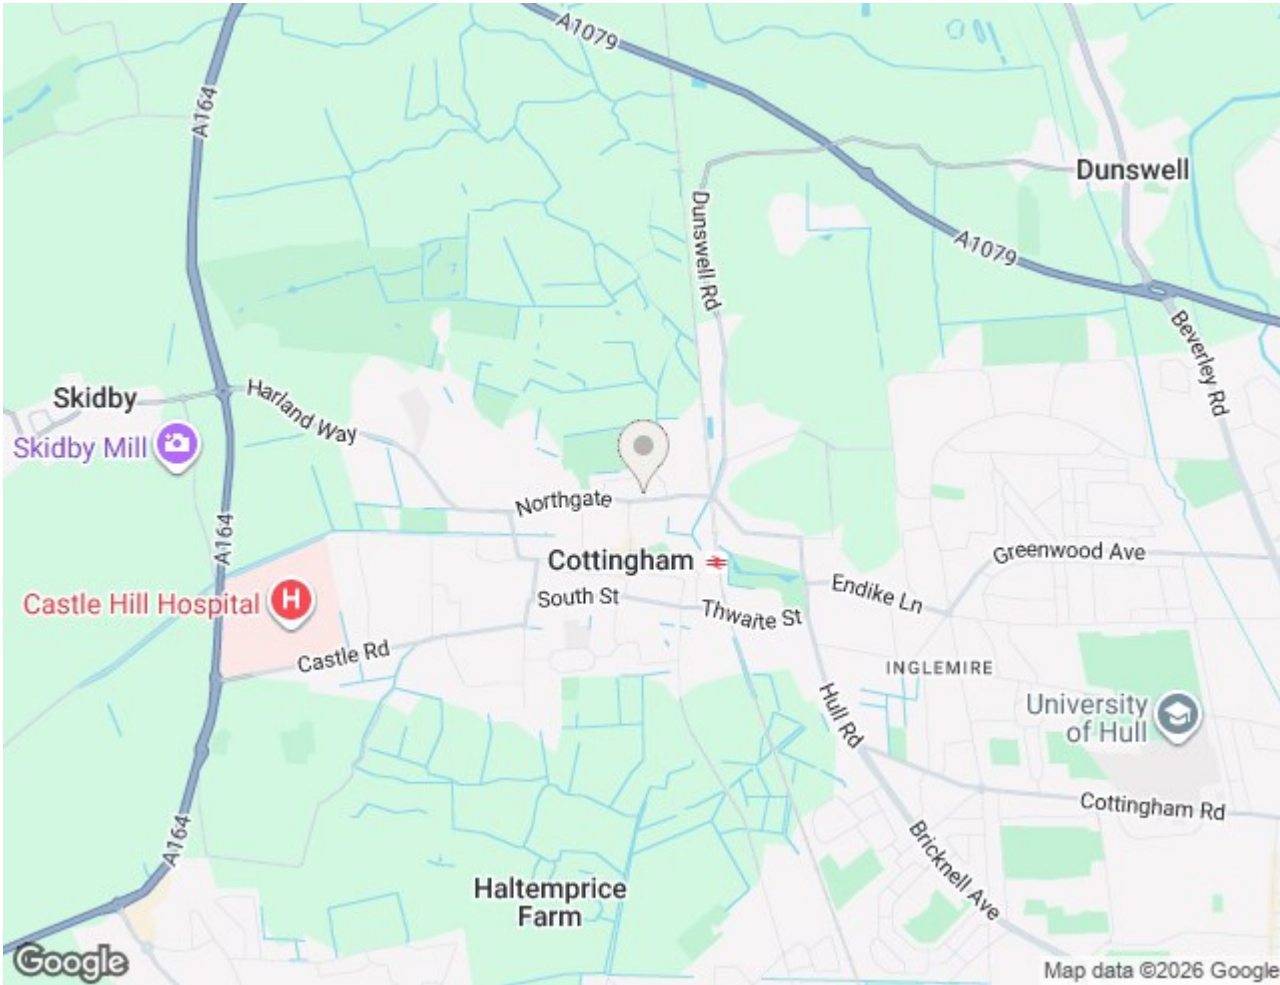 A1079
A164
Dunswell
Dunswell Rd
A1079
Beverley Rd
Skidby
Harland Way
Skidby Mill
Northgate
A164
Cottingham
Greenwood Ave
Castle Hill Hospital
H
South St
Endike Ln
Thwaite St
Castle Rd
INGLEMIRE
University
of Hull
Hull Rd
Cottingham Rd
A164
Bricknell Ave
Haltemprice
Farm
Google
Map data ©2026 Google